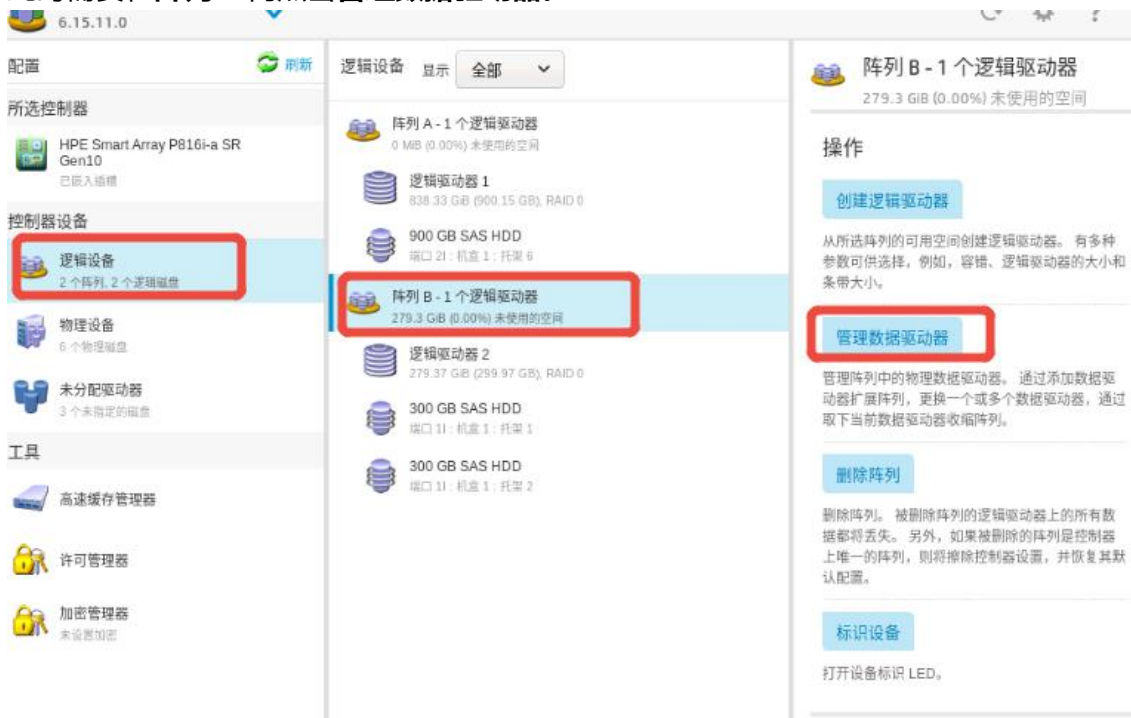 6.15.11.0
?
配置
刷新
所选控制器
HPE Smart Array P816i-a SR
Gen10
已嵌入插槽
控制器设备
逻辑设备
2 个阵列, 2 个逻辑磁盘
物理设备
6 个物理磁盘
未分配驱动器
3 个未指定的磁盘
工具
高速缓存管理器
许可管理器
加密管理器
未设置加密
逻辑设备 显示 全部
阵列 A - 1 个逻辑驱动器
0 MiB (0.00%) 未使用的空间
逻辑驱动器 1
838.33 GiB (900.15 GB), RAID 0
900 GB SAS HDD
端口 2I : 机盒 1 : 托架 6
阵列 B - 1 个逻辑驱动器
279.3 GiB (0.00%) 未使用的空间
逻辑驱动器 2
279.37 GiB (299.97 GB), RAID 0
300 GB SAS HDD
端口 1I : 机盒 1 : 托架 1
300 GB SAS HDD
端口 1I : 机盒 1 : 托架 2
阵列 B - 1 个逻辑驱动器
279.3 GiB (0.00%) 未使用的空间
操作
创建逻辑驱动器
从所选阵列的可用空间创建逻辑驱动器。 有多种
参数可供选择，例如，容错、逻辑驱动器的大小和
条带大小。
管理数据驱动器
管理阵列中的物理数据驱动器。 通过添加数据驱
动器扩展阵列，更换一个或多个数据驱动器，通过
取下当前数据驱动器收缩阵列。
删除阵列
删除阵列。 被删除阵列的逻辑驱动器上的所有数
据都将丢失。 另外，如果被删除的阵列是控制器
上唯一的阵列，则将擦除控制器设置，并恢复其默
认配置。
标识设备
打开设备标识 LED。